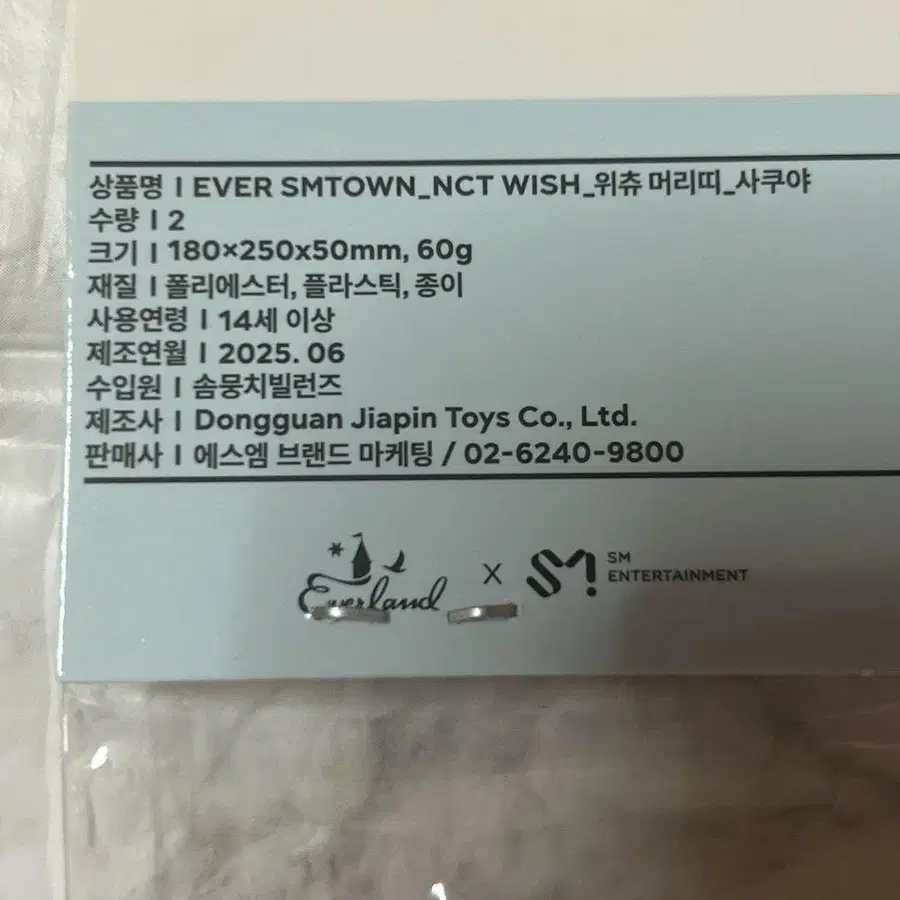 상품명 | EVER SMTOWN_NCT WISH_위츄 머리띠_사쿠야
수량 | 2
크기 | 180×250x50mm, 60g
재질 | 폴리에스터, 플라스틱, 종이
사용연령 | 14세 이상
제조연월 | 2025. 06
수입원 | 솜뭉치빌런즈
제조사 | Dongguan Jiapin Toys Co., Ltd.
판매사 | 에스엠 브랜드 마케팅 / 02-6240-9800
Everland X SM SM ENTERTAINMENT